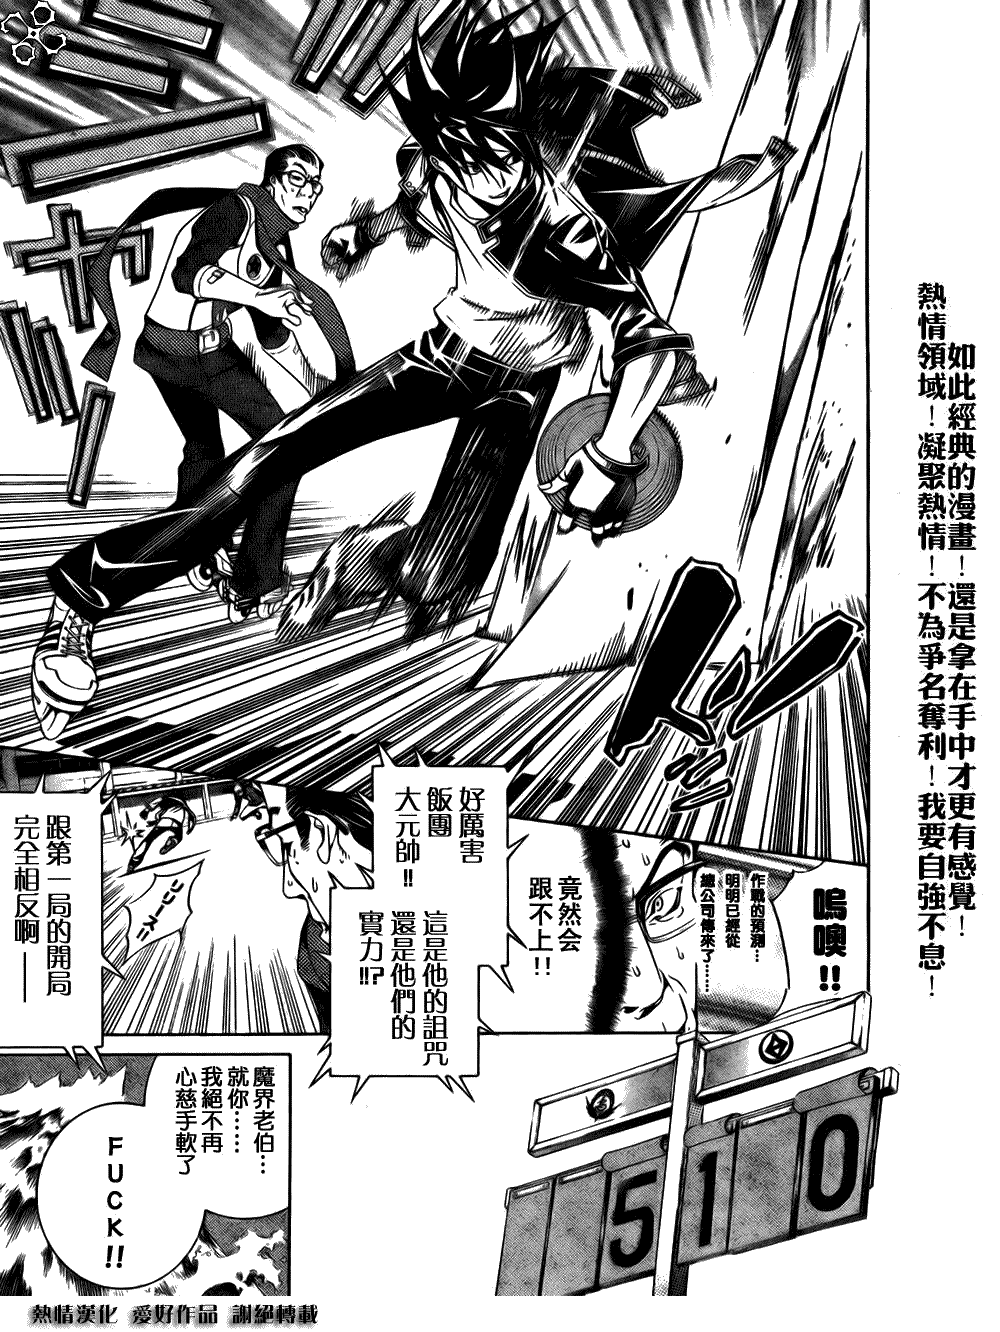 如此經典的漫畫！還是拿在手中才更有感覺！
熱情領域！凝聚熱情！不為爭名奪利！我要自強不息！
ドン
嗚噢!!
作戰的預測…
明明已經從
總公司傳來了……
竟然会
跟不上!!
好厲害
飯團
大元帥!!
這是他的詛咒
還是他們的
實力!?
跟第一局的開局
完全相反啊——
5 1 0
魔界老伯…
就你……
我絕不再
心慈手軟了
FUCK!!
熱情漢化 愛好作品 謝絕轉載